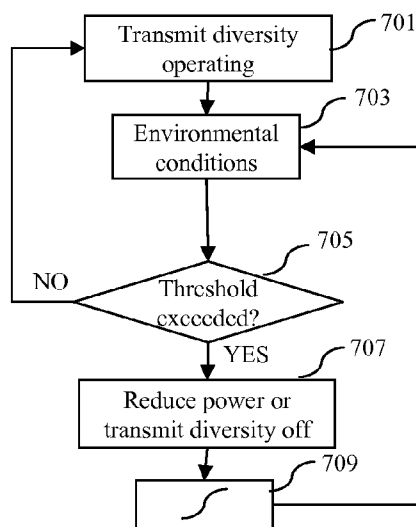 Transmit diversity
operating
701
Environmental
conditions
703
Threshold
exceeded?
705
NO
YES
Reduce power or
transmit diversity off
707
709